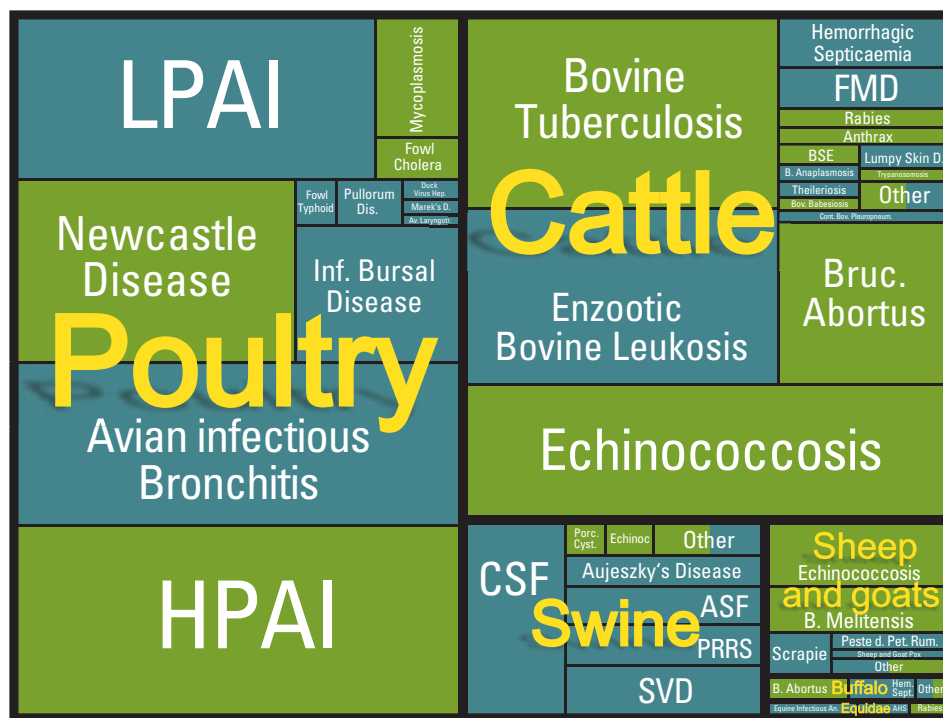 LPAI
Mycoplasmosis
Fowl
Cholera
Newcastle
Disease
Fowl
Typhoid
Pullorum
Dis.
Duck
Virus Hep.
Marek's D.
Av. Laryngotr.
Inf. Bursal
Disease
Poultry
Avian infectious
Bronchitis
HPAI
Bovine
Tuberculosis
Hemorrhagic
Septicaemia
FMD
Rabies
Anthrax
BSE
Lumpy Skin D.
B. Anaplasmosis
Trypanosomosis
Theileriosis
Other
Bov. Babesiosis
Cont. Bov. Pleuropneum.
Cattle
Enzootic
Bovine Leukosis
Bruc.
Abortus
Echinococcosis
CSF
Porc.
Cyst.
Echinoc
Other
Aujeszky's Disease
ASF
Swine
PRRS
SVD
Sheep
Echinococcosis
and goats
B. Melitensis
Scrapie
Peste d. Pet. Rum.
Sheep and Goat Pox
Other
B. Abortus
Buffalo
Hem.
Sept.
Other
Equine Infectious An.
Equidae
AHS
Rabies